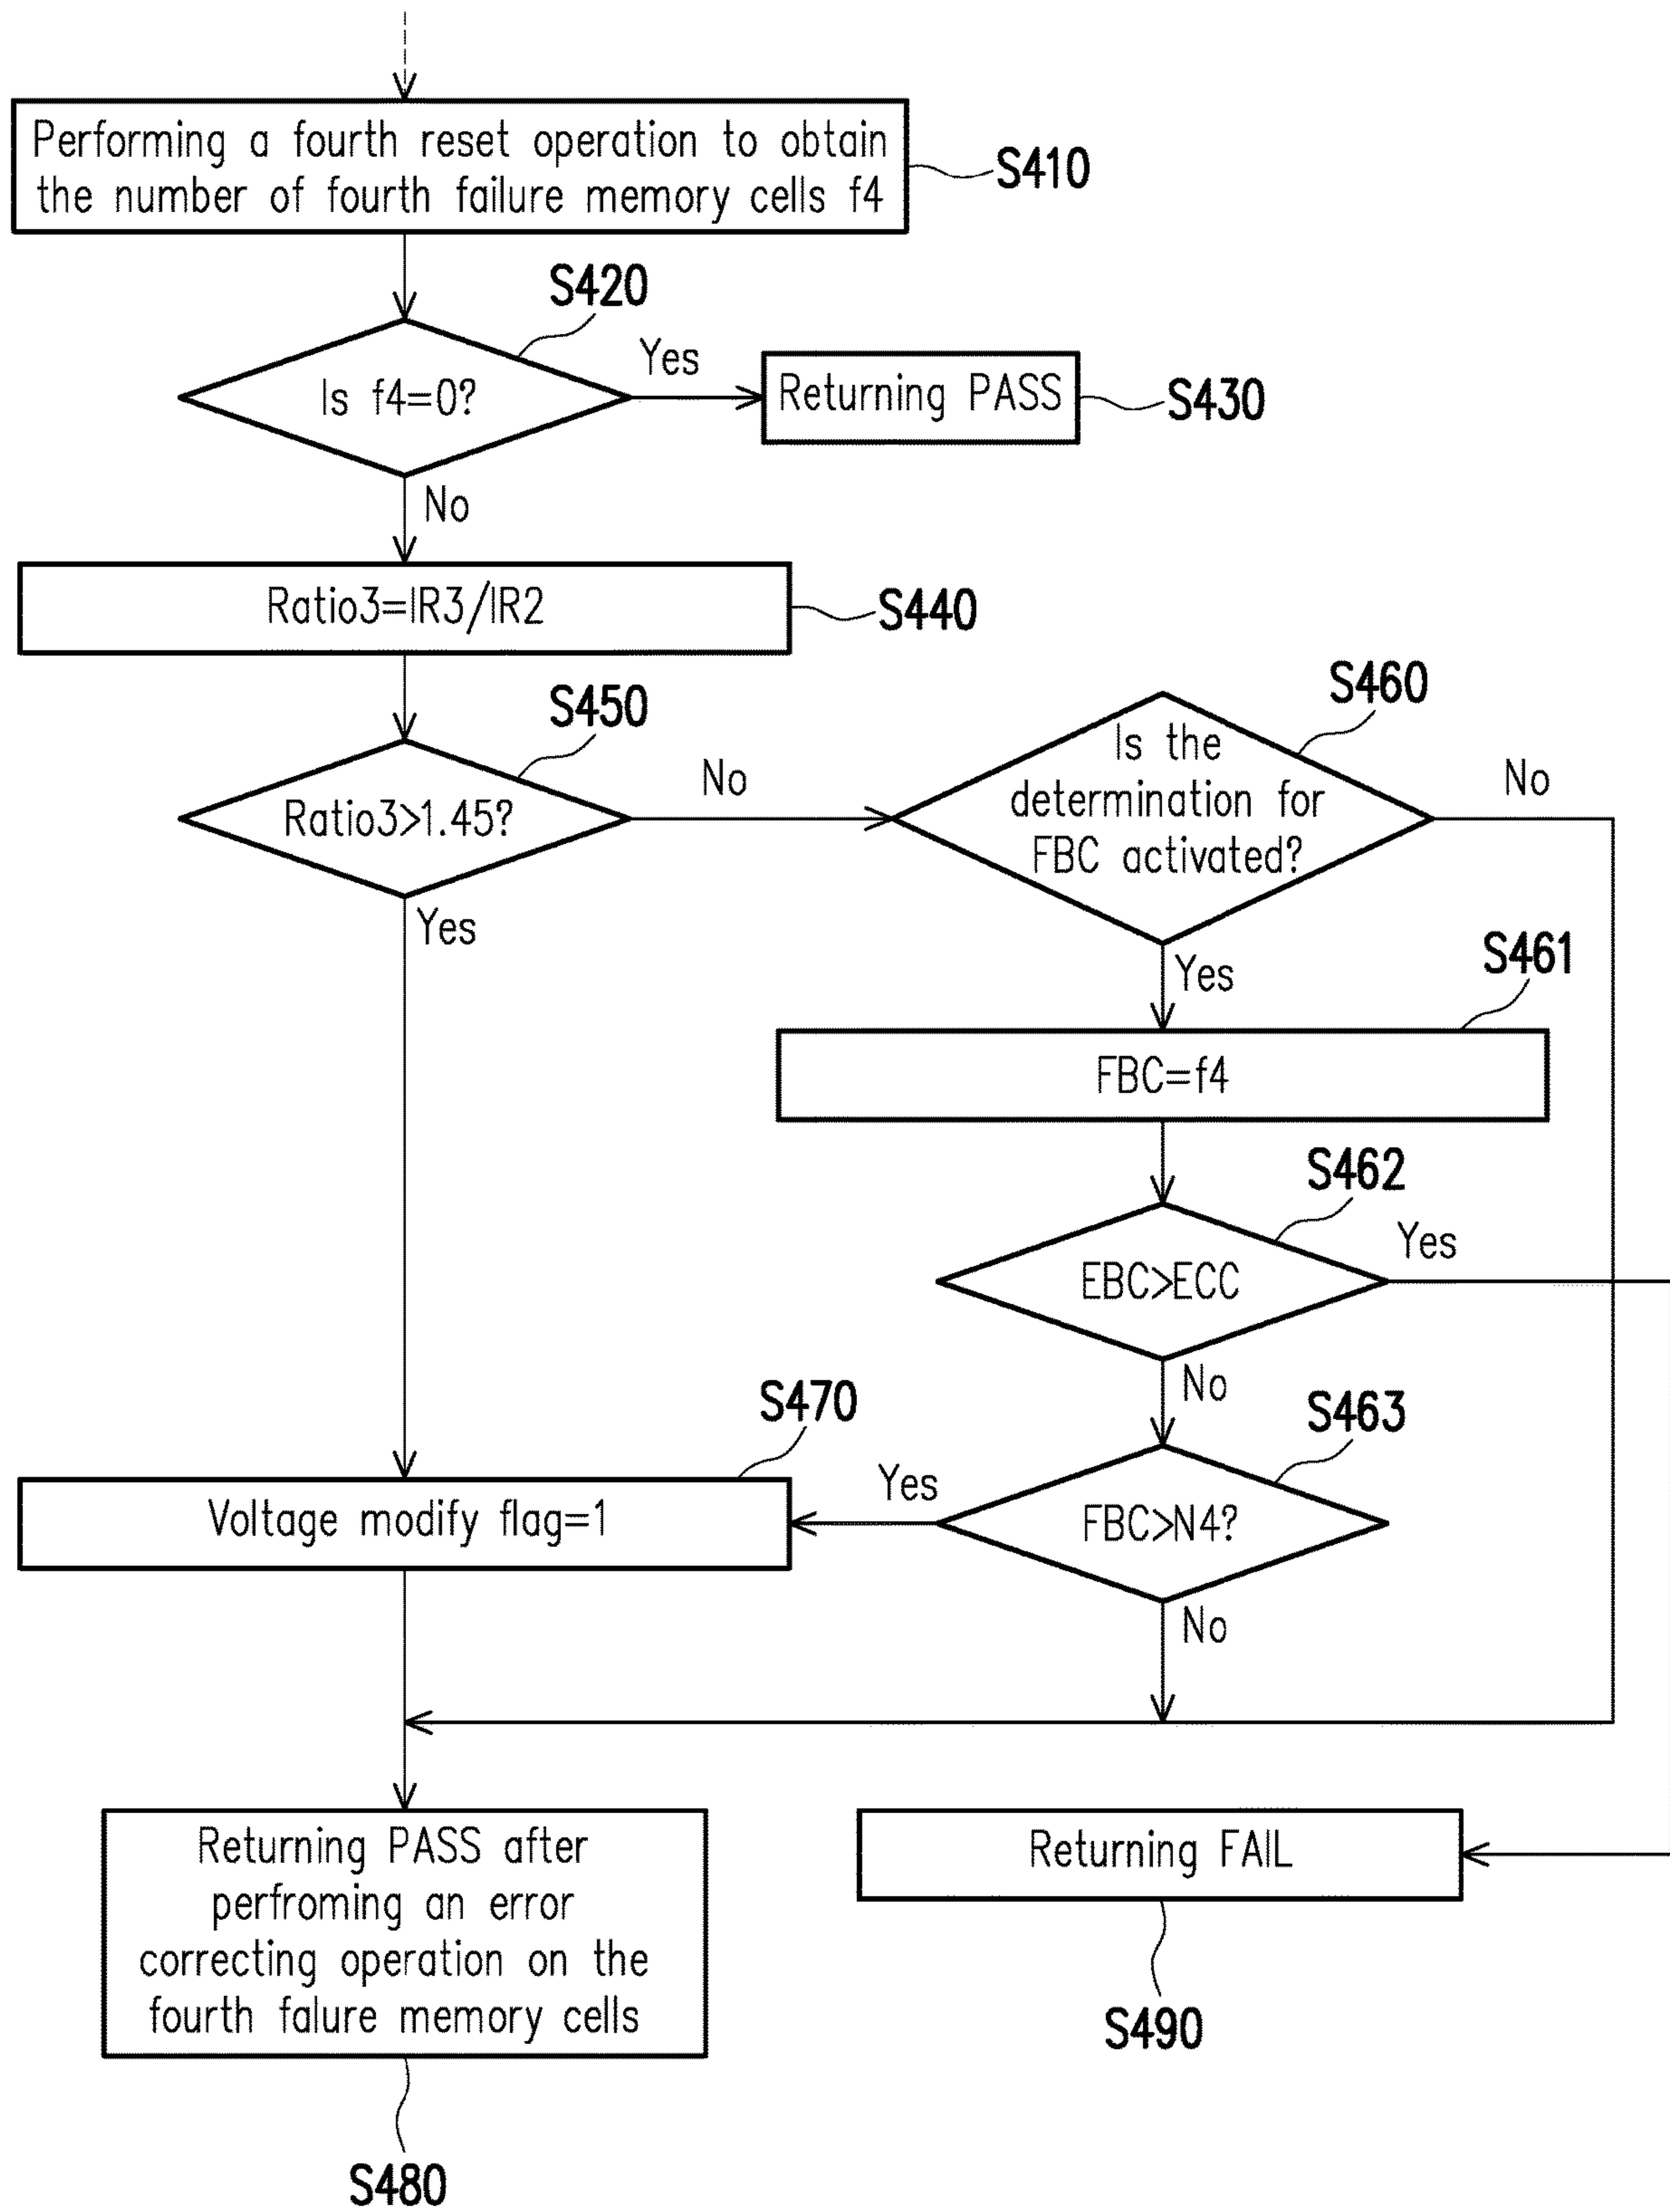 Performing a fourth reset operation to obtain
the number of fourth failure memory cells f4
S410
S420
Is f4=0?
Yes
Returning PASS
S430
No
Ratio3=IR3/IR2
S440
S450
Ratio3>1.45?
No
Yes
S460
Is the
determination for
FBC activated?
No
Yes
S461
FBC=f4
S462
EBC>ECC
Yes
No
S463
FBC>N4?
Yes
No
S470
Voltage modify flag=1
Returning PASS after
perfroming an error
correcting operation on the
fourth falure memory cells
S480
Returning FAIL
S490